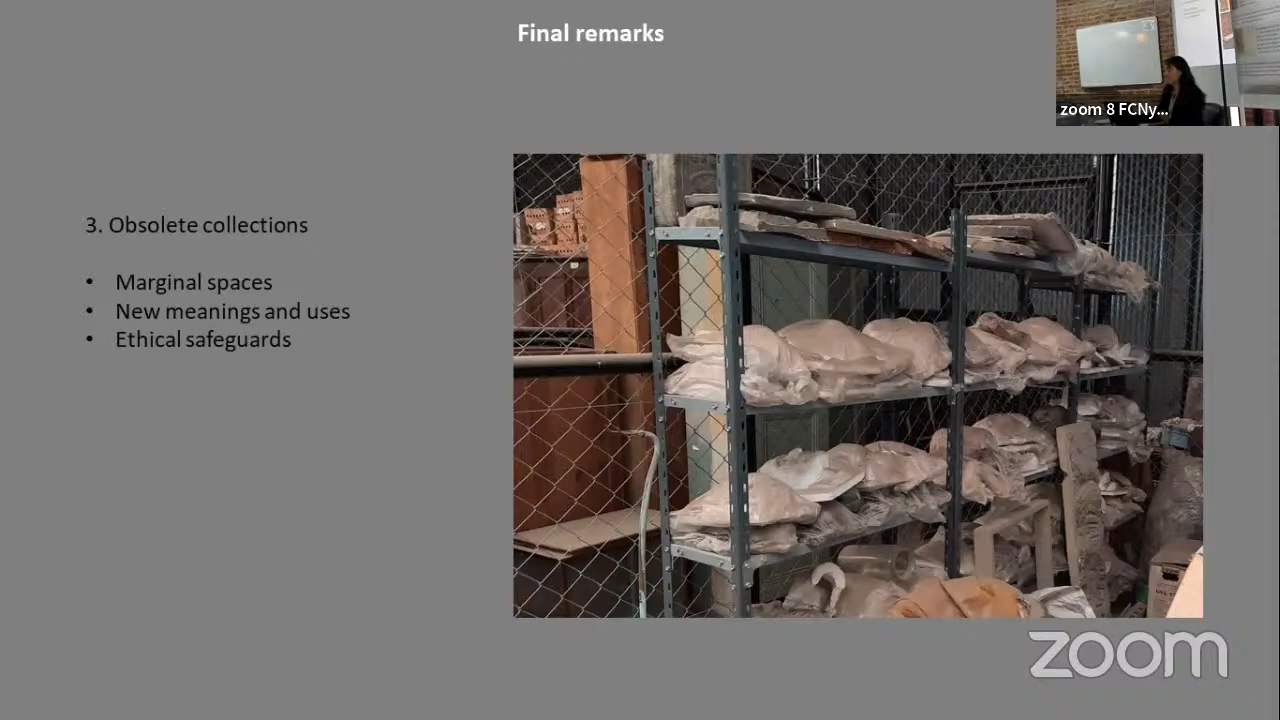 Final remarks
zoom 8 FCNy...
3. Obsolete collections
• Marginal spaces
• New meanings and uses
• Ethical safeguards
zoom